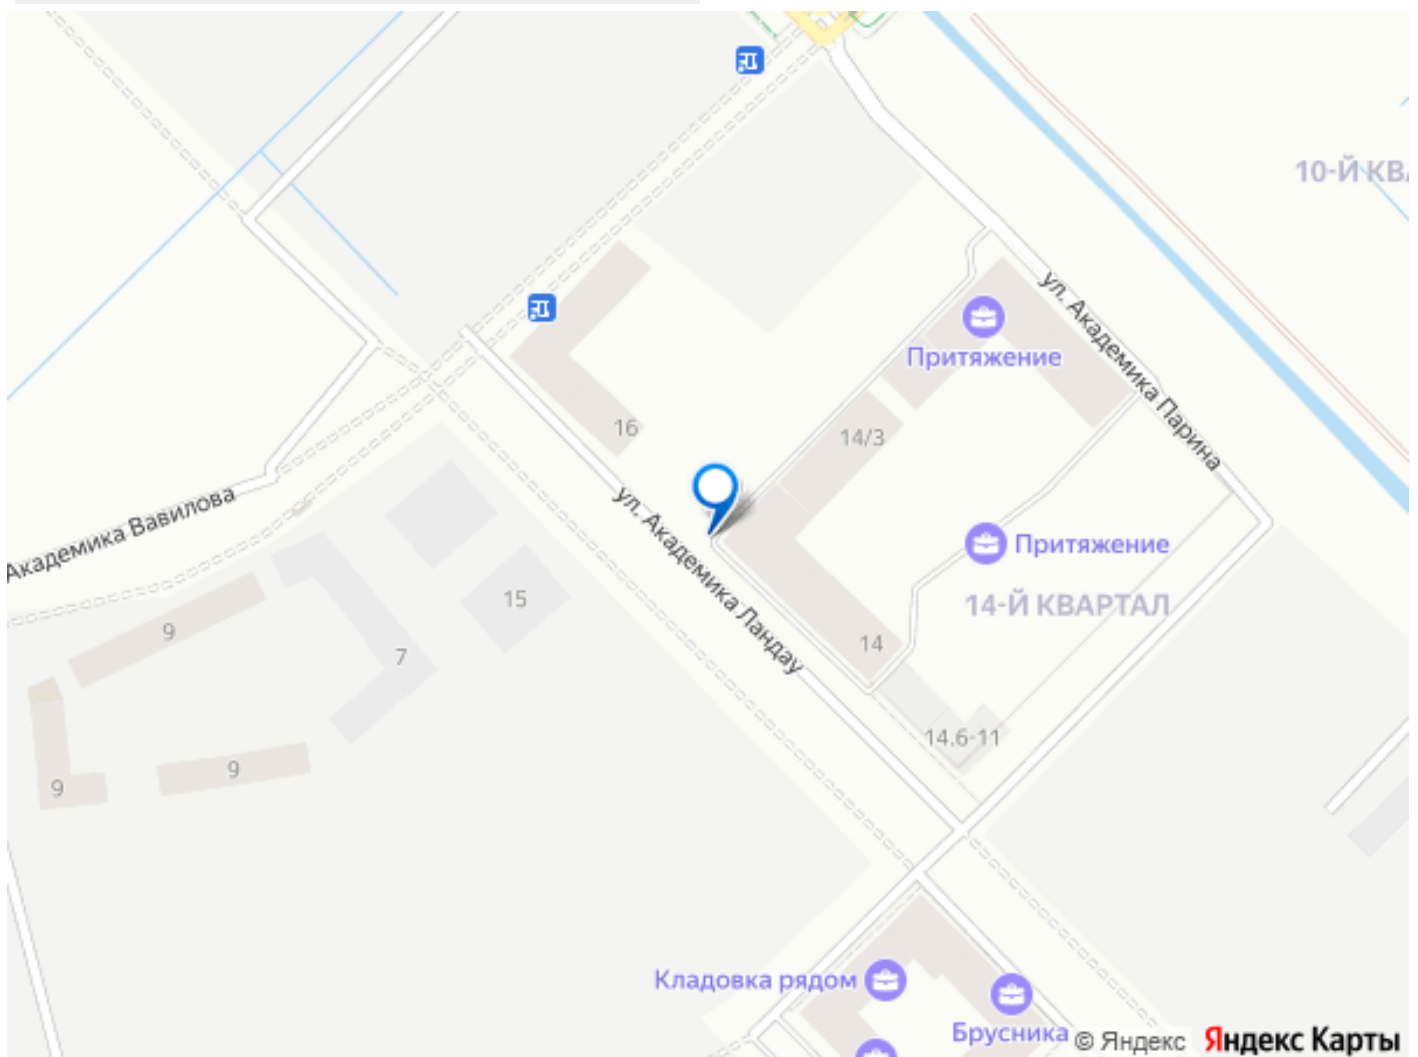 10-Й КВА
ул. Академика Парина
Притяжение
16
14/3
ул. Академика Ландау
Академика Вавилова
Притяжение
15
14-Й КВАРТАЛ
9
7
14
14.6-11
9
9
Кладовка рядом
Брусника
© Яндекс Яндекс Карты